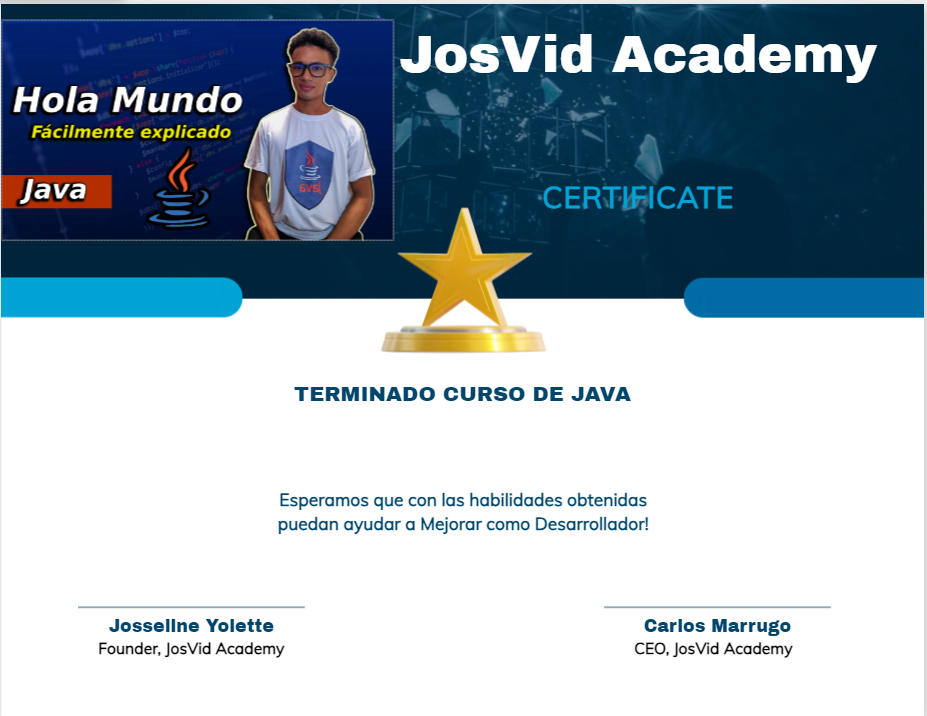 JosVid Academy
Hola Mundo
Fácilmente explicado
Java
CERTIFICATE
TERMINADO CURSO DE JAVA
Esperamos que con las habilidades obtenidas
puedan ayudar a Mejorar como Desarrollador!
Josseline Yolette
Founder, JosVid Academy
Carlos Marrugo
CEO, JosVid Academy